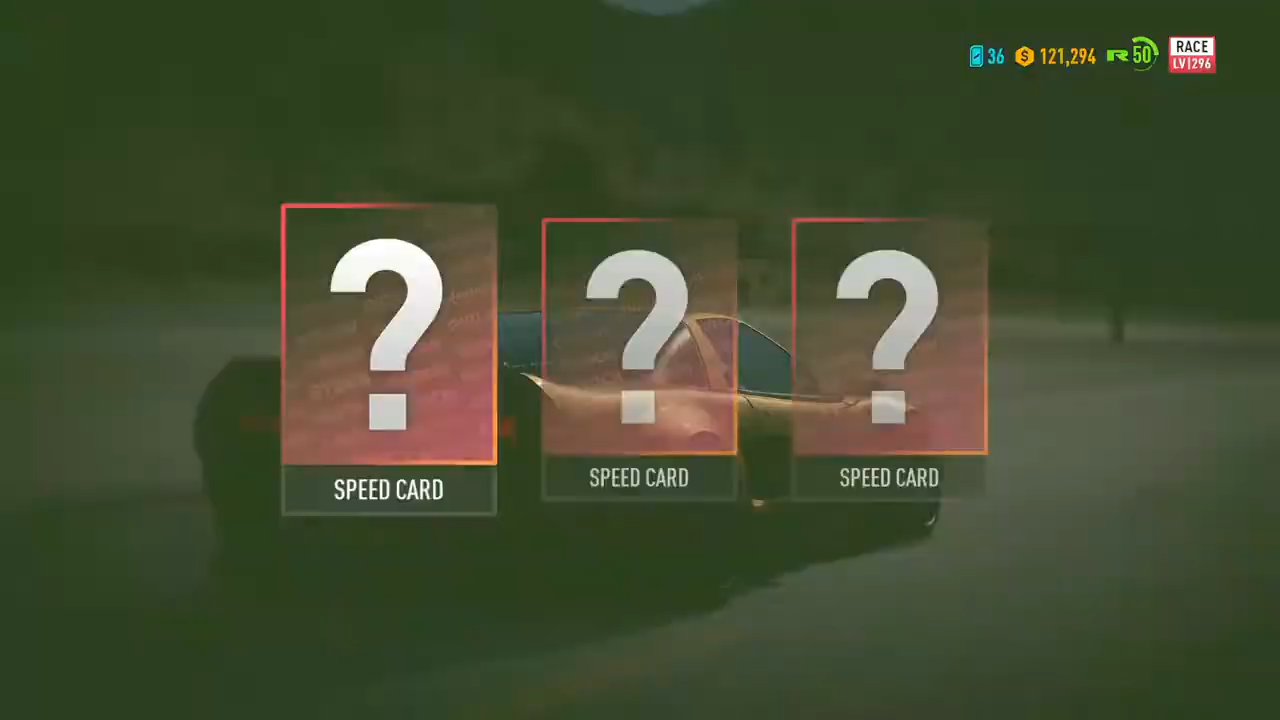 36 121,294 R 50 RACE
LV|296
? ? ?
SPEED CARD SPEED CARD SPEED CARD